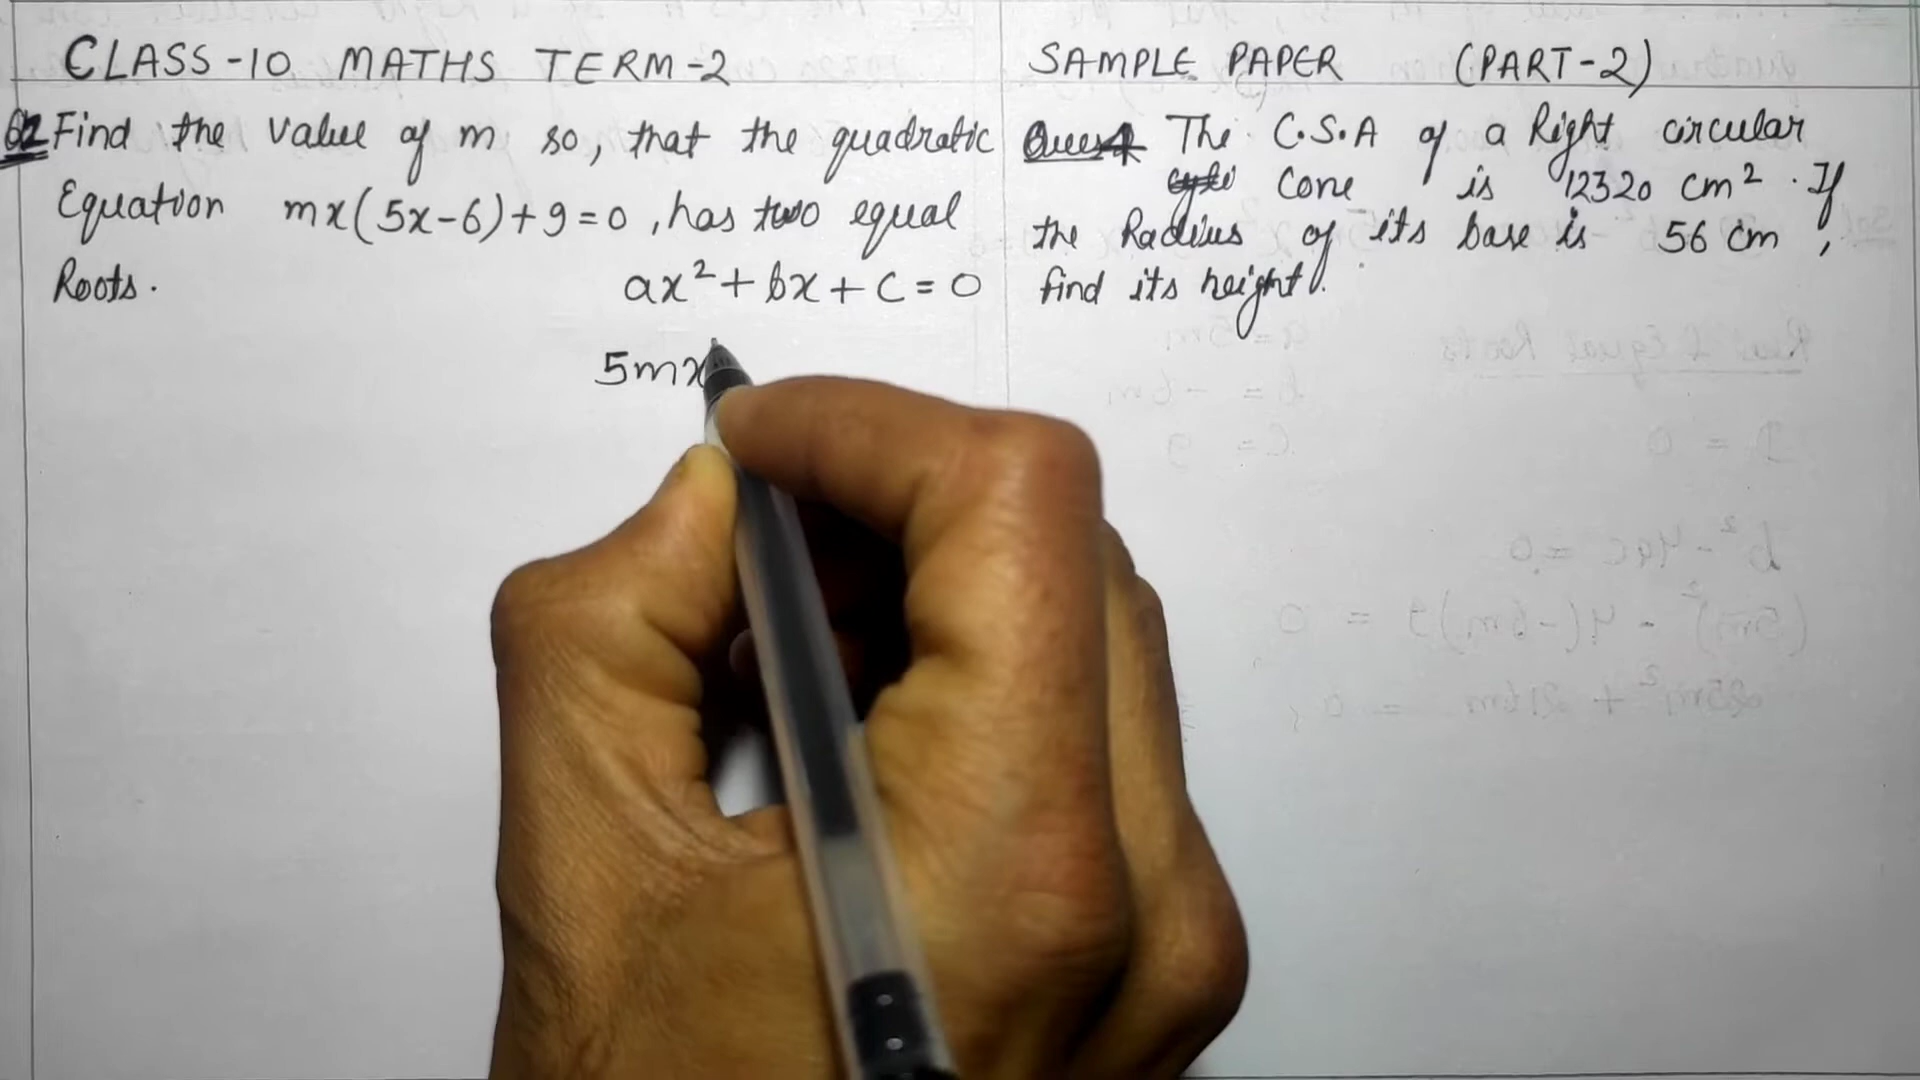 CLASS-10 MATHS TERM-2 SAMPLE PAPER (PART-2)
Q2 Find the value of m so, that the quadratic
Equation mx(5x-6)+9=0, has two equal
Roots.
ax²+bx+c=0
5mx
Ques4 The C.S.A of a Right circular
Cone is 12320 cm². If
the Radius of its base is 56 cm,
find its height.